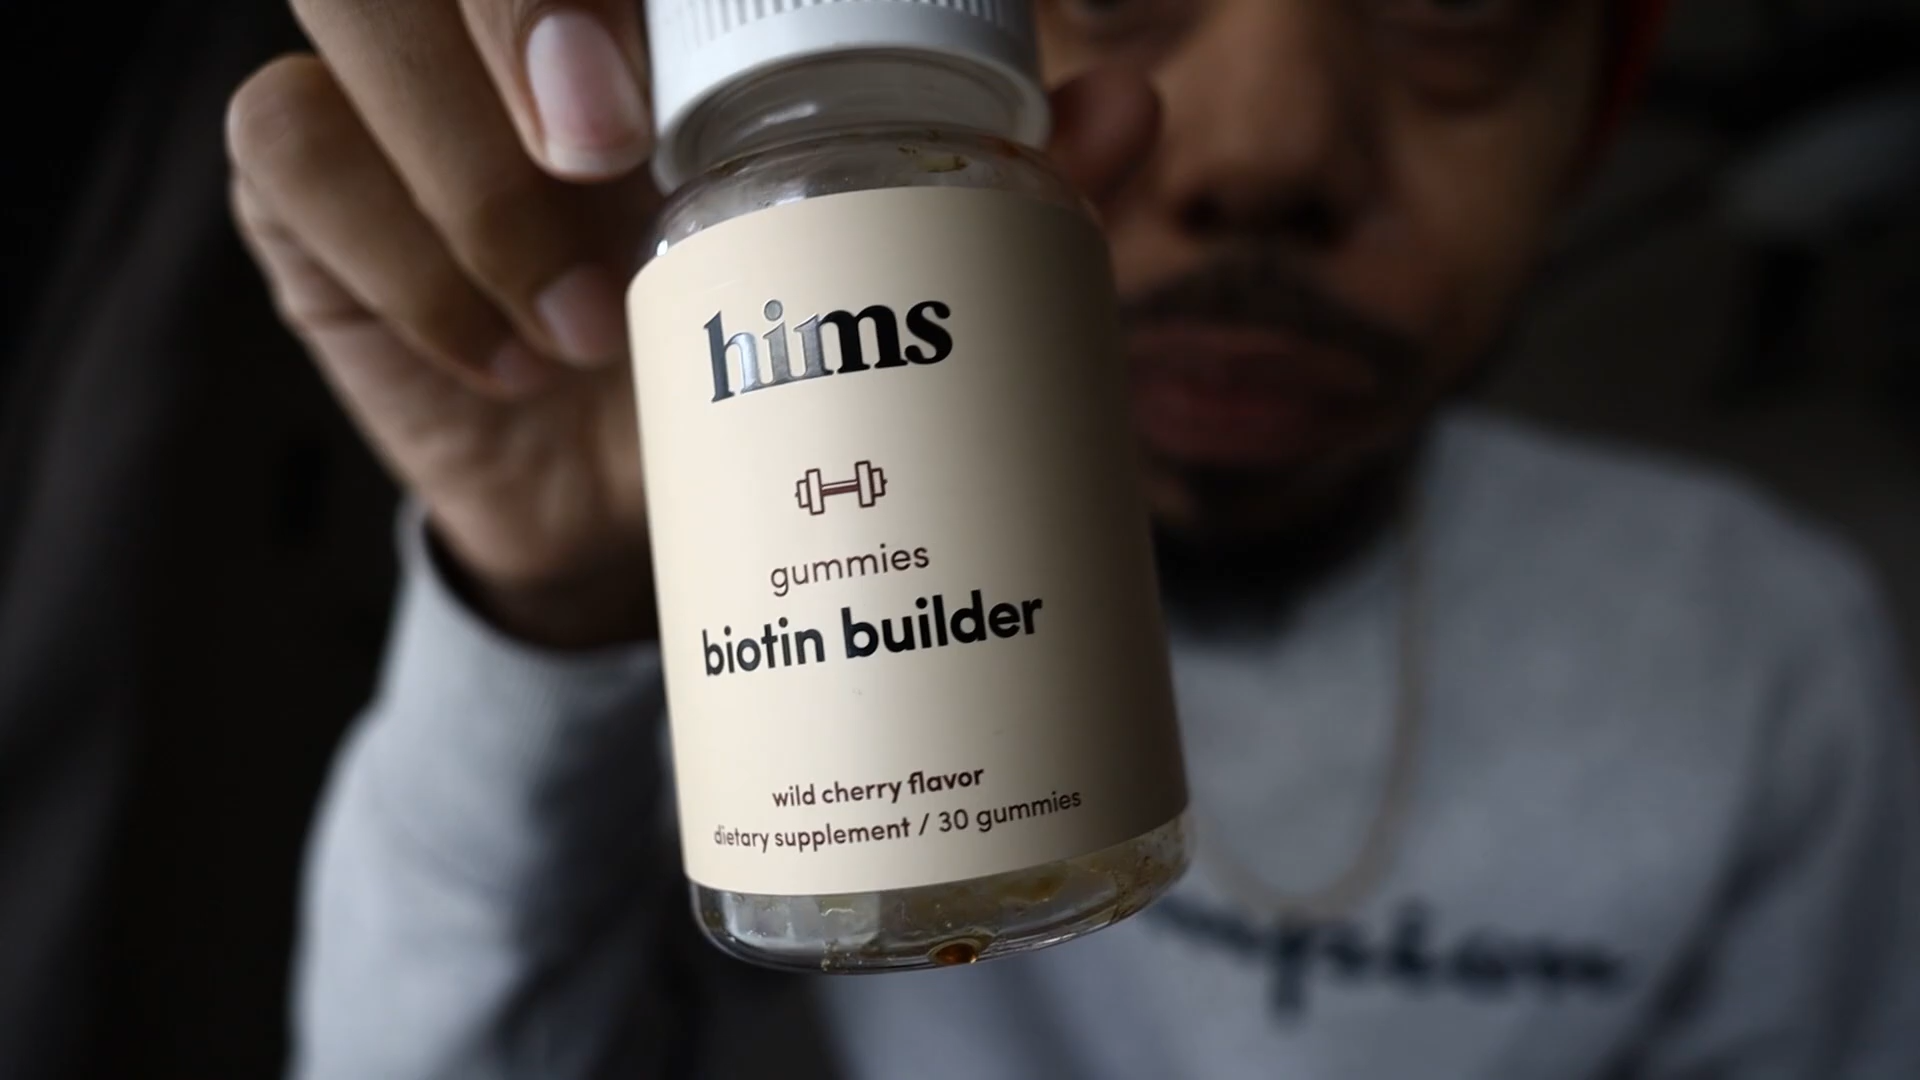 hims
gummies
biotin builder
wild cherry flavor
dietary supplement / 30 gummies